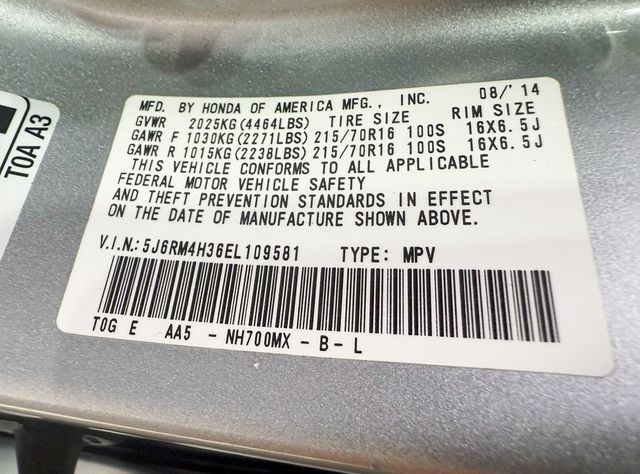 TOA A3
MFD. BY HONDA OF AMERICA MFG., INC. 08/'14
GVWR 2025KG(4464LBS) TIRE SIZE RIM SIZE
GAWR F 1030KG(2271LBS) 215/70R16 100S 16X6.5J
GAWR R 1015KG(2238LBS) 215/70R16 100S 16X6.5J
THIS VEHICLE CONFORMS TO ALL APPLICABLE
FEDERAL MOTOR VEHICLE SAFETY
AND THEFT PREVENTION STANDARDS IN EFFECT
ON THE DATE OF MANUFACTURE SHOWN ABOVE.
V.I.N.: 5J6RM4H36EL109581 TYPE: MPV
T0G E AA5 - NH700MX - B - L